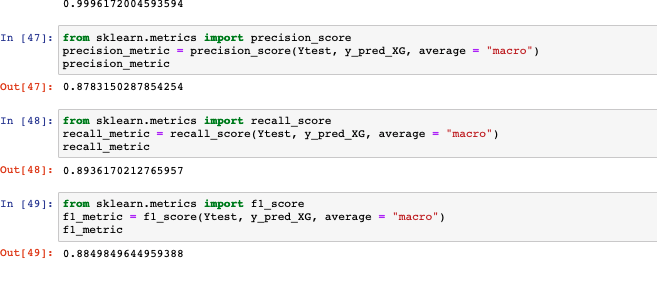 0.9996172004593594
In [47]: from sklearn.metrics import precision_score
precision_metric = precision_score(Ytest, y_pred_XG, average = "macro")
precision_metric
Out[47]: 0.8783150287854254
In [48]: from sklearn.metrics import recall_score
recall_metric = recall_score(Ytest, y_pred_XG, average = "macro")
recall_metric
Out[48]: 0.8936170212765957
In [49]: from sklearn.metrics import f1_score
f1_metric = f1_score(Ytest, y_pred_XG, average = "macro")
f1_metric
Out[49]: 0.8849849644959388